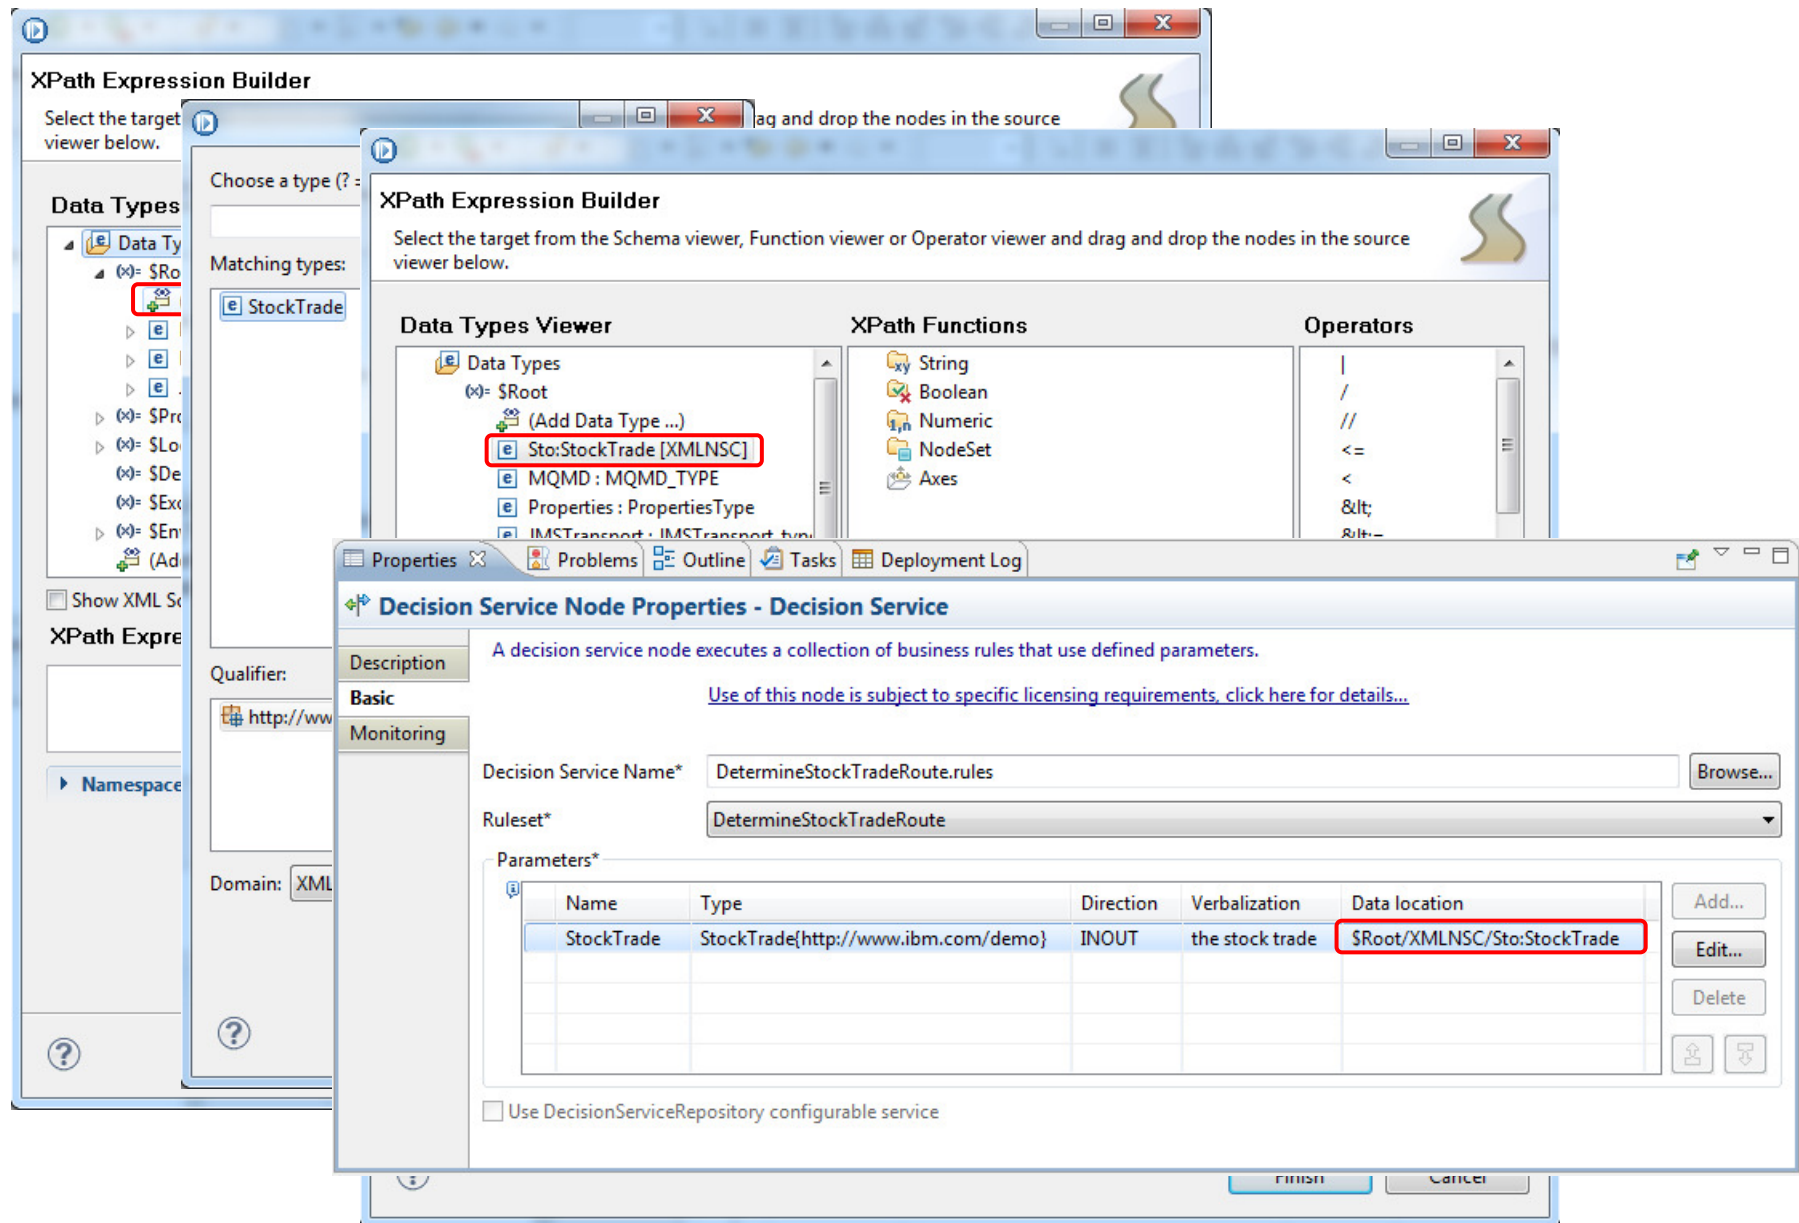 XPath Expression Builder
Select the target
ag and drop the nodes in the source
viewer below.
Data Types
Data Ty
(x)= $Ro
(x)= $Pro
(x)= $Lo
(x)= $De
(x)= $Exc
(x)= $En
(Ad
Show XML Sc
XPath Expre
Namespace
Choose a type (? =
Matching types:
StockTrade
Qualifier:
http://ww
Domain: XML
XPath Expression Builder
Select the target from the Schema viewer, Function viewer or Operator viewer and drag and drop the nodes in the source
viewer below.
Data Types Viewer
Data Types
(x)= $Root
(Add Data Type ...)
Sto:StockTrade [XMLNSC]
MQMD : MQMD_TYPE
Properties : PropertiesType
JMSTransport : JMSTransport_type
XPath Functions
String
Boolean
Numeric
NodeSet
Axes
Operators
|
/
//
<=
<
&lt;
&lt;=
Properties
Problems
Outline
Tasks
Deployment Log
Decision Service Node Properties - Decision Service
Description
Basic
Monitoring
A decision service node executes a collection of business rules that use defined parameters.
Use of this node is subject to specific licensing requirements, click here for details...
Decision Service Name* DetermineStockTradeRoute.rules Browse...
Ruleset* DetermineStockTradeRoute
Parameters*
Name Type Direction Verbalization Data location
StockTrade StockTrade{http://www.ibm.com/demo} INOUT the stock trade $Root/XMLNSC/Sto:StockTrade
Add...
Edit...
Delete
Use DecisionServiceRepository configurable service
Finish Cancel